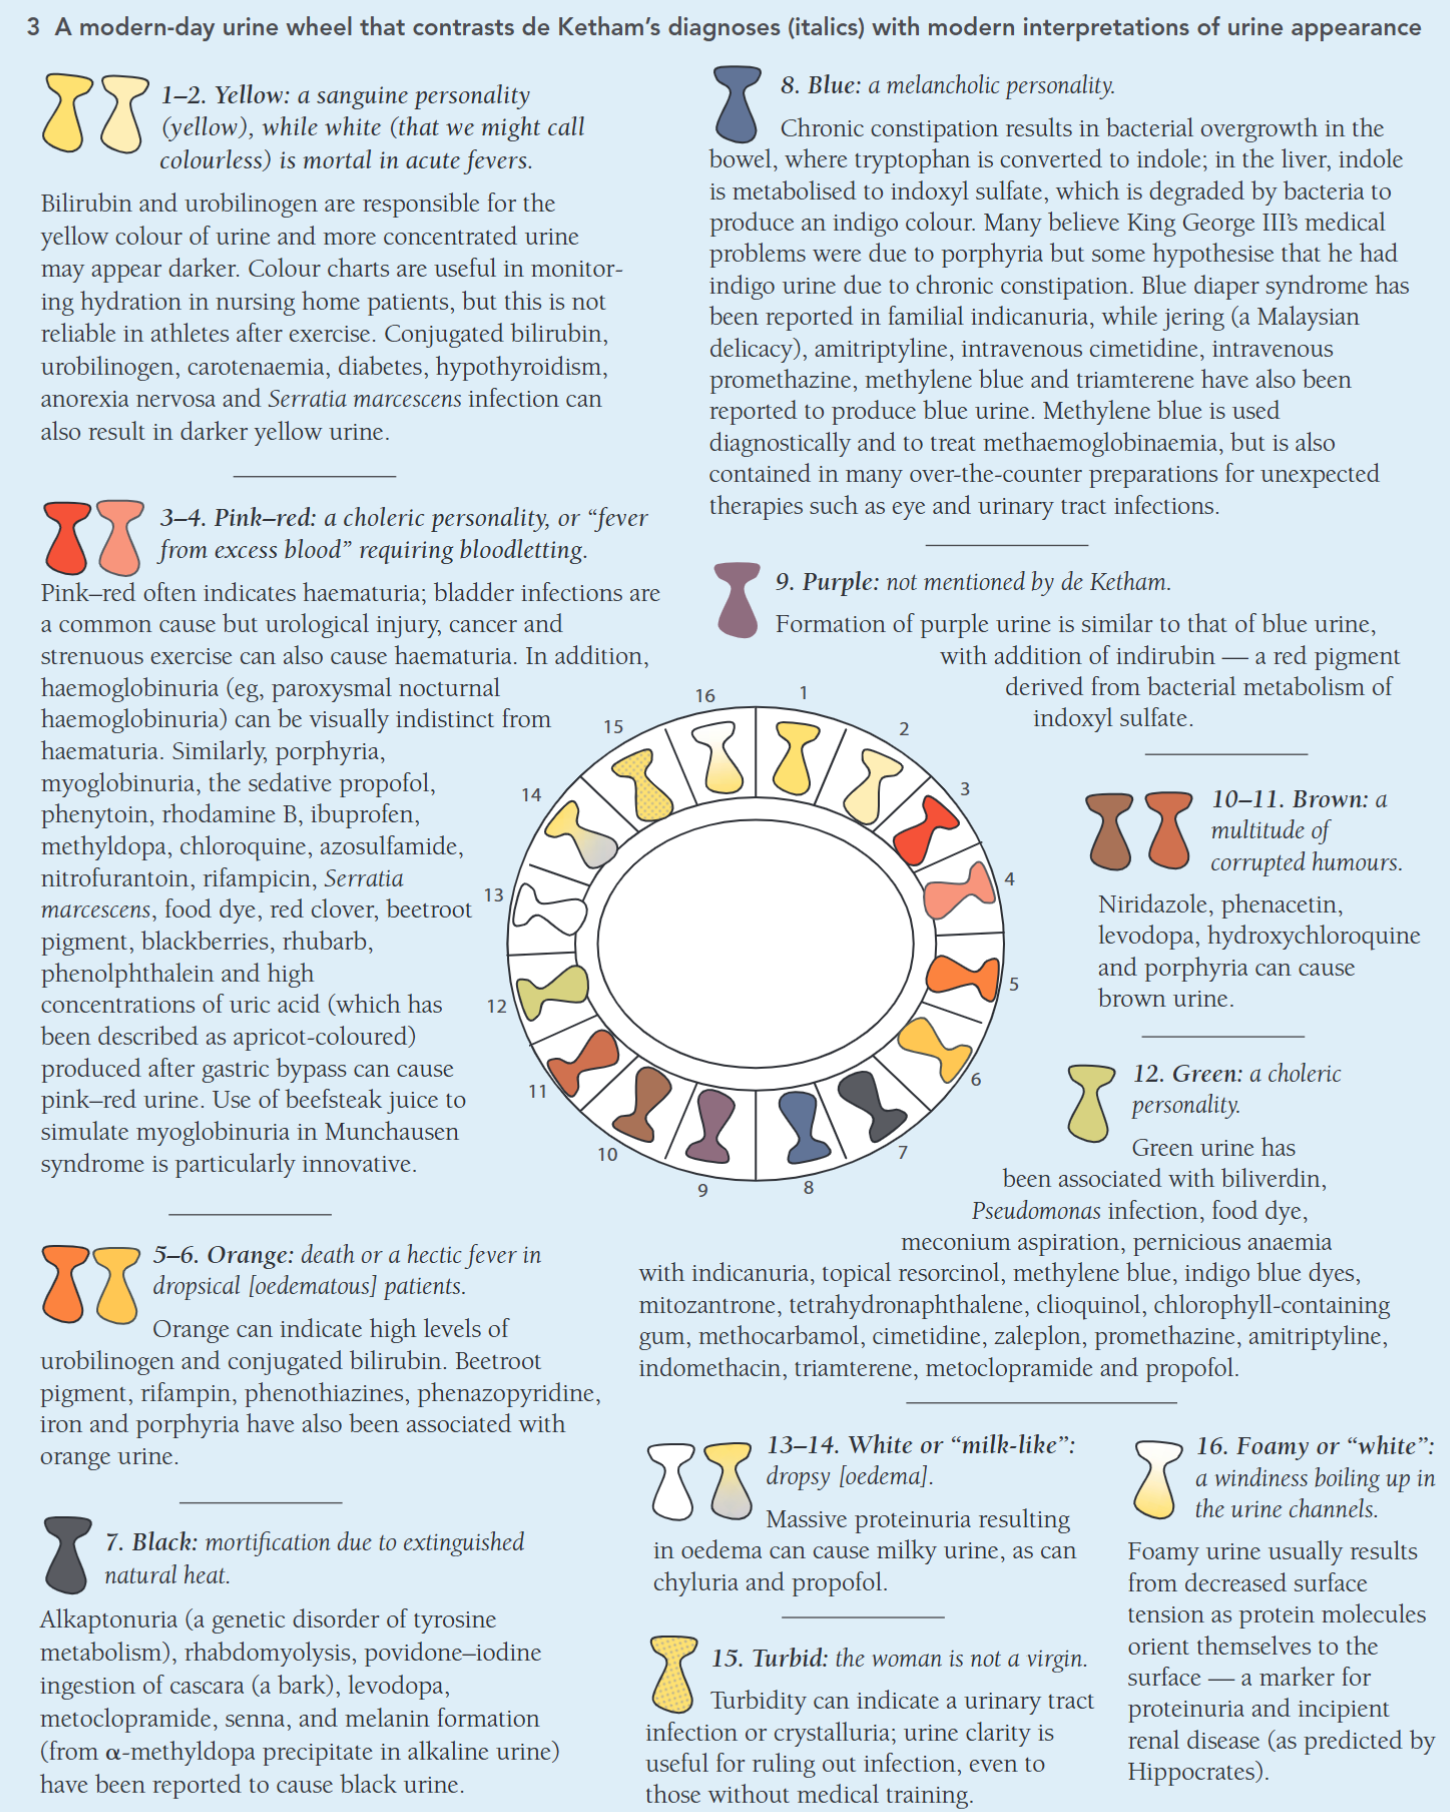 3 A modern-day urine wheel that contrasts de Ketham's diagnoses (italics) with modern interpretations of urine appearance
1–2. Yellow: a sanguine personality
(yellow), while white (that we might call
colourless) is mortal in acute fevers.
Bilirubin and urobilinogen are responsible for the
yellow colour of urine and more concentrated urine
may appear darker. Colour charts are useful in monitor-
ing hydration in nursing home patients, but this is not
reliable in athletes after exercise. Conjugated bilirubin,
urobilinogen, carotenaemia, diabetes, hypothyroidism,
anorexia nervosa and Serratia marcescens infection can
also result in darker yellow urine.
3–4. Pink–red: a choleric personality, or “fever
from excess blood” requiring bloodletting.
Pink–red often indicates haematuria; bladder infections are
a common cause but urological injury, cancer and
strenuous exercise can also cause haematuria. In addition,
haemoglobinuria (eg, paroxysmal nocturnal
haemoglobinuria) can be visually indistinct from
haematuria. Similarly, porphyria,
myoglobinuria, the sedative propofol,
phenytoin, rhodamine B, ibuprofen,
methyldopa, chloroquine, azosulfamide,
nitrofurantoin, rifampicin, Serratia
marcescens, food dye, red clover, beetroot
pigment, blackberries, rhubarb,
phenolphthalein and high
concentrations of uric acid (which has
been described as apricot-coloured)
produced after gastric bypass can cause
pink–red urine. Use of beefsteak juice to
simulate myoglobinuria in Munchausen
syndrome is particularly innovative.
5–6. Orange: death or a hectic fever in
dropsical [oedematous] patients.
Orange can indicate high levels of
urobilinogen and conjugated bilirubin. Beetroot
pigment, rifampin, phenothiazines, phenazopyridine,
iron and porphyria have also been associated with
orange urine.
7. Black: mortification due to extinguished
natural heat.
Alkaptonuria (a genetic disorder of tyrosine
metabolism), rhabdomyolysis, povidone–iodine
ingestion of cascara (a bark), levodopa,
metoclopramide, senna, and melanin formation
(from α-methyldopa precipitate in alkaline urine)
have been reported to cause black urine.
8. Blue: a melancholic personality.
Chronic constipation results in bacterial overgrowth in the
bowel, where tryptophan is converted to indole; in the liver, indole
is metabolised to indoxyl sulfate, which is degraded by bacteria to
produce an indigo colour. Many believe King George III's medical
problems were due to porphyria but some hypothesise that he had
indigo urine due to chronic constipation. Blue diaper syndrome has
been reported in familial indicanuria, while jering (a Malaysian
delicacy), amitriptyline, intravenous cimetidine, intravenous
promethazine, methylene blue and triamterene have also been
reported to produce blue urine. Methylene blue is used
diagnostically and to treat methaemoglobinaemia, but is also
contained in many over-the-counter preparations for unexpected
therapies such as eye and urinary tract infections.
9. Purple: not mentioned by de Ketham.
Formation of purple urine is similar to that of blue urine,
with addition of indirubin — a red pigment
derived from bacterial metabolism of
indoxyl sulfate.
1
2
3
4
5
6
7
8
9
10
11
12
13
14
15
16
10–11. Brown: a
multitude of
corrupted humours.
Niridazole, phenacetin,
levodopa, hydroxychloroquine
and porphyria can cause
brown urine.
12. Green: a choleric
personality.
Green urine has
been associated with biliverdin,
Pseudomonas infection, food dye,
meconium aspiration, pernicious anaemia
with indicanuria, topical resorcinol, methylene blue, indigo blue dyes,
mitozantrone, tetrahydronaphthalene, clioquinol, chlorophyll-containing
gum, methocarbamol, cimetidine, zaleplon, promethazine, amitriptyline,
indomethacin, triamterene, metoclopramide and propofol.
13–14. White or “milk-like”:
dropsy [oedema].
Massive proteinuria resulting
in oedema can cause milky urine, as can
chyluria and propofol.
15. Turbid: the woman is not a virgin.
Turbidity can indicate a urinary tract
infection or crystalluria; urine clarity is
useful for ruling out infection, even to
those without medical training.
16. Foamy or “white”:
a windiness boiling up in
the urine channels.
Foamy urine usually results
from decreased surface
tension as protein molecules
orient themselves to the
surface — a marker for
proteinuria and incipient
renal disease (as predicted by
Hippocrates).